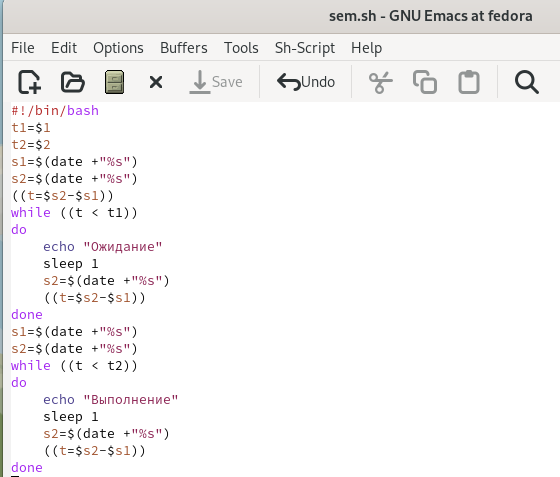 sem.sh - GNU Emacs at fedora
File Edit Options Buffers Tools Sh-Script Help
Save Undo
#!/bin/bash
t1=$1
t2=$2
s1=$(date +"%s")
s2=$(date +"%s")
((t=$s2-$s1))
while ((t < t1))
do
    echo "Ожидание"
    sleep 1
    s2=$(date +"%s")
    ((t=$s2-$s1))
done
s1=$(date +"%s")
s2=$(date +"%s")
while ((t < t2))
do
    echo "Выполнение"
    sleep 1
    s2=$(date +"%s")
    ((t=$s2-$s1))
done